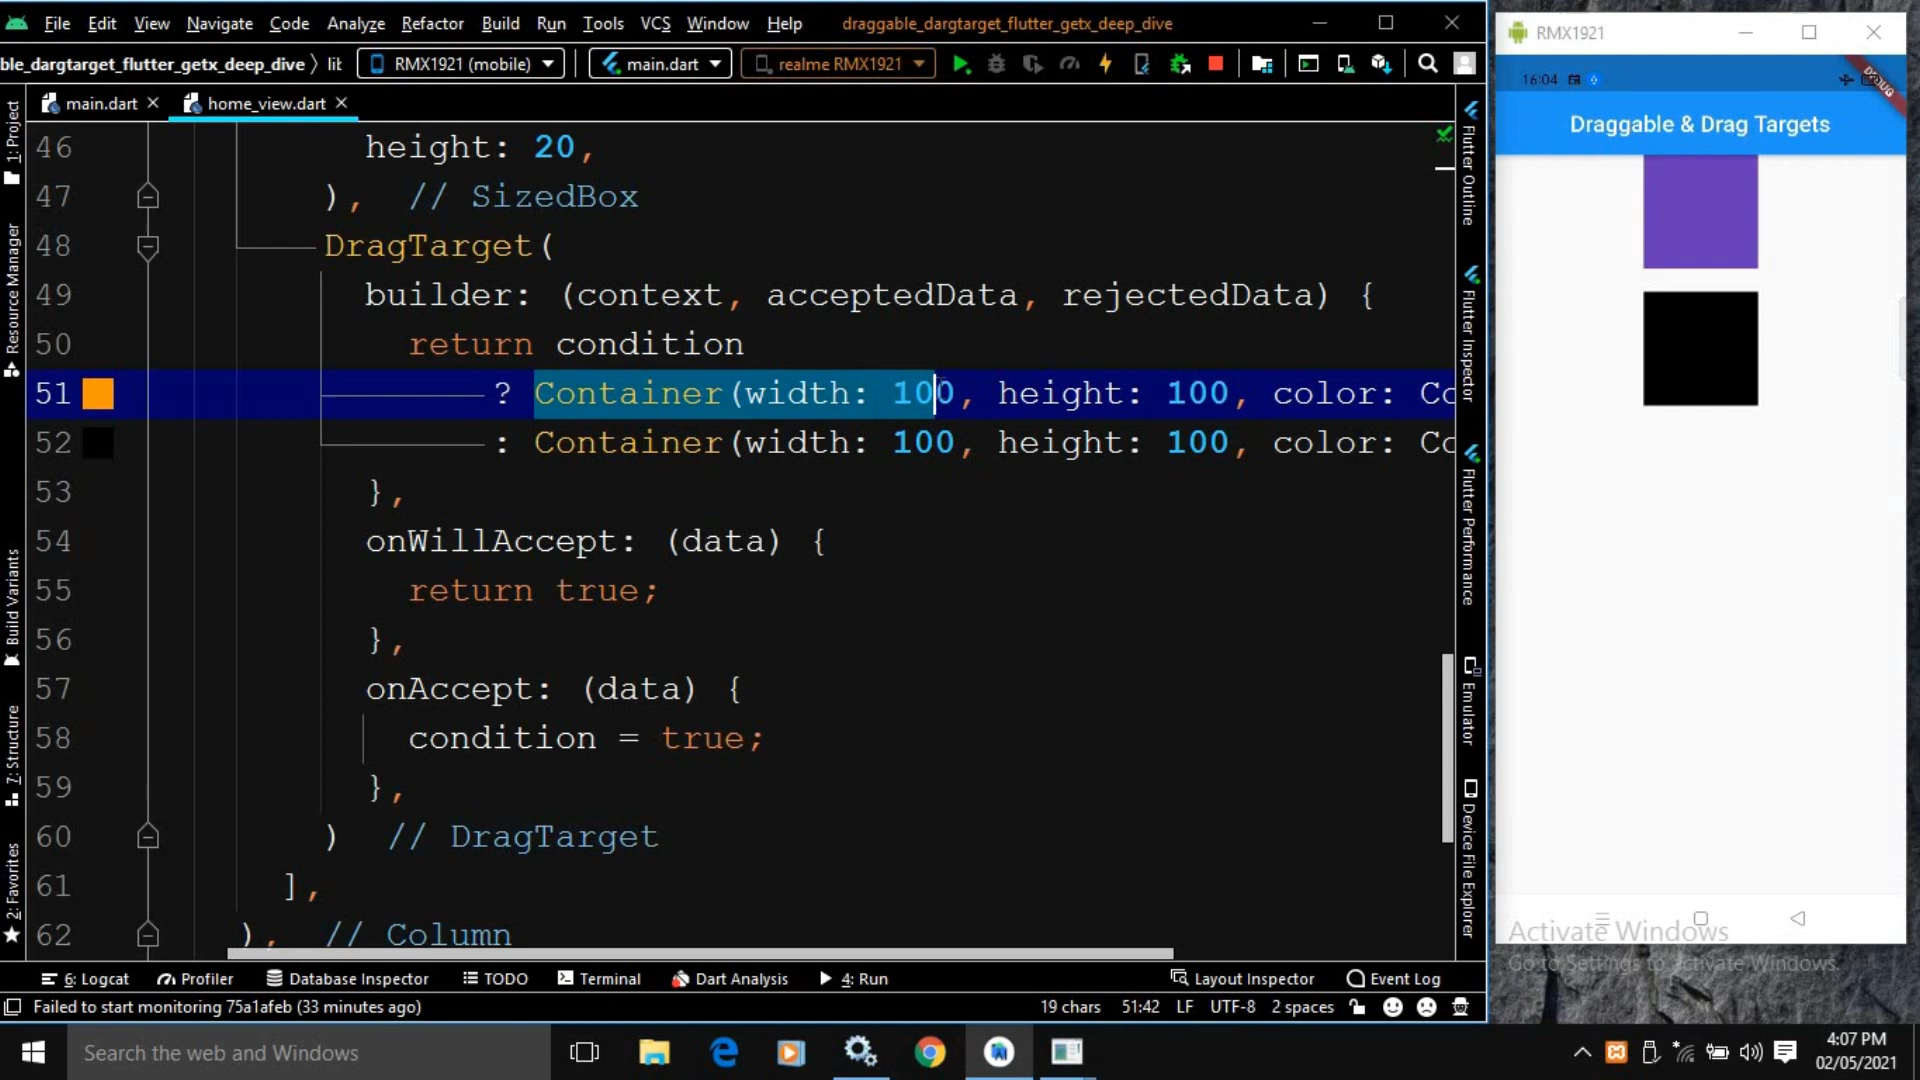 File Edit View Navigate Code Analyze Refactor Build Run Tools VCS Window Help draggable_dargtarget_flutter_getx_deep_dive
ble_dargtarget_flutter_getx_deep_dive lib RMX1921 (mobile) main.dart realme RMX1921
main.dart home_view.dart
46 height: 20,
47 ), // SizedBox
48 DragTarget(
49 builder: (context, acceptedData, rejectedData) {
50 return condition
51 ? Container(width: 100, height: 100, color: Co
52 : Container(width: 100, height: 100, color: Co
53 },
54 onWillAccept: (data) {
55 return true;
56 },
57 onAccept: (data) {
58 condition = true;
59 },
60 ) // DragTarget
61 ],
62 ), // Column
1: Project
Resource Manager
Build Variants
7: Structure
2: Favorites
Flutter Outline
Flutter Inspector
Flutter Performance
Emulator
Device File Explorer
6: Logcat Profiler Database Inspector TODO Terminal Dart Analysis 4: Run Layout Inspector Event Log
Failed to start monitoring 75a1afeb (33 minutes ago) 19 chars 51:42 LF UTF-8 2 spaces
RMX1921
16:04
DEBUG
Draggable & Drag Targets
Activate Windows
Go to Settings to activate Windows.
Search the web and Windows
4:07 PM
02/05/2021